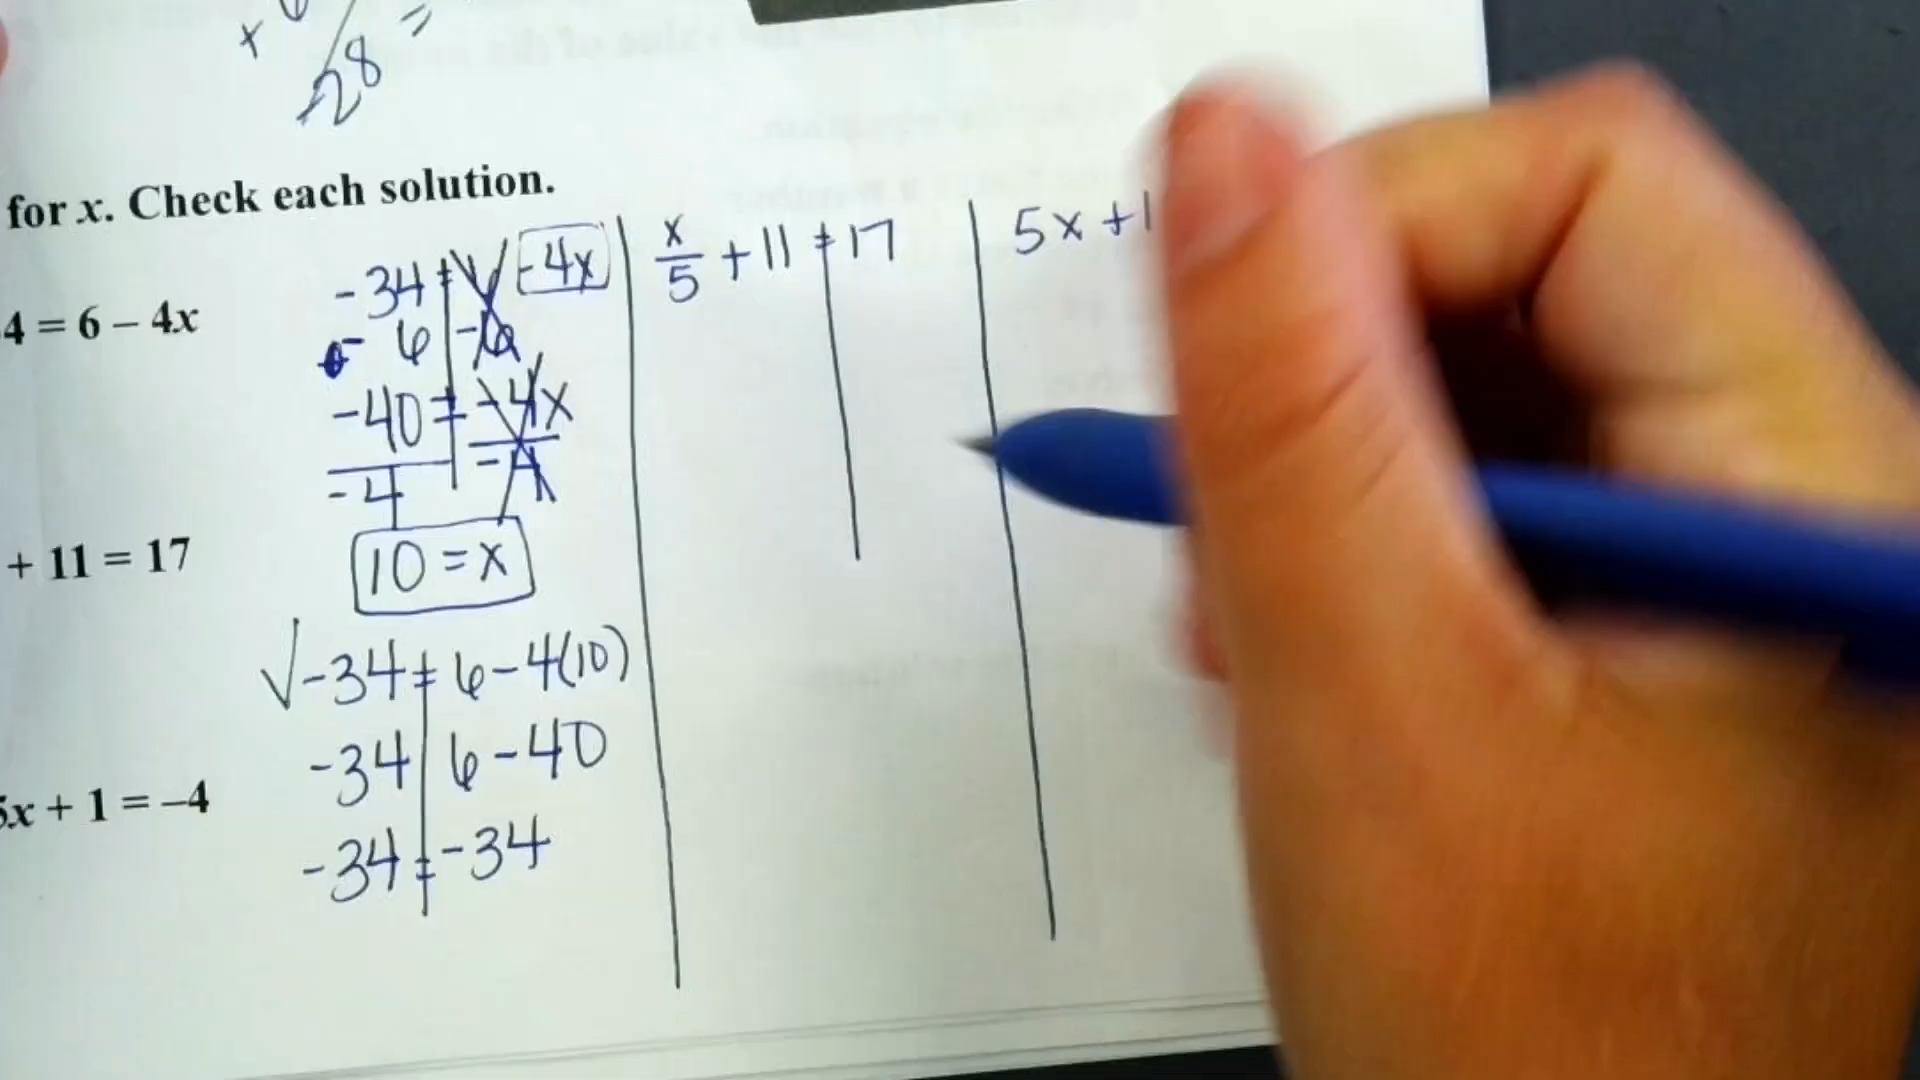 28
for x. Check each solution.
4 = 6 – 4x
+ 11 = 17
5x + 1 = –4
-34 = 6 -4x
- 6 -6
-40 = -4x
-4 -4
10 = x
√ -34 = 6 - 4(10)
-34 6 - 40
-34 = -34
x/5 + 11 = 17
5x + 1